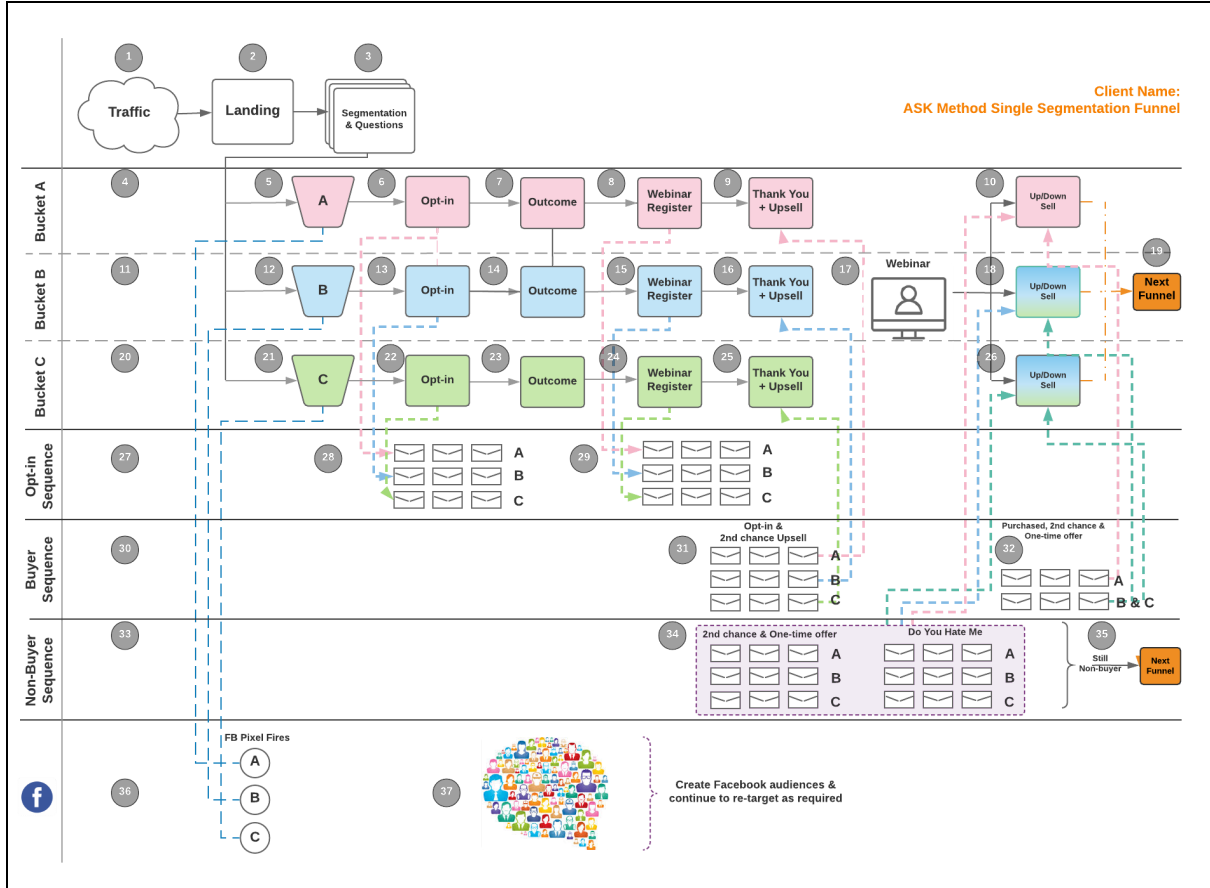 1
2
3
Traffic
Landing
Segmentation
& Questions
Client Name:
ASK Method Single Segmentation Funnel
Bucket A
4
5
A
6
Opt-in
7
Outcome
8
Webinar
Register
9
Thank You
+ Upsell
10
Up/Down
Sell
Bucket B
11
12
B
13
Opt-in
14
Outcome
15
Webinar
Register
16
Thank You
+ Upsell
17
Webinar
18
Up/Down
Sell
19
Next
Funnel
Bucket C
20
21
C
22
Opt-in
23
Outcome
24
Webinar
Register
25
Thank You
+ Upsell
26
Up/Down
Sell
Opt-in
Sequence
27
28
A
B
C
29
A
B
C
Buyer
Sequence
30
31
Opt-in &
2nd chance Upsell
A
B
C
32
Purchased, 2nd chance &
One-time offer
A
B & C
Non-Buyer
Sequence
33
34
2nd chance & One-time offer
A
B
C
Do You Hate Me
A
B
C
35
Still
Non-buyer
Next
Funnel
f
36
FB Pixel Fires
A
B
C
37
Create Facebook audiences &
continue to re-target as required